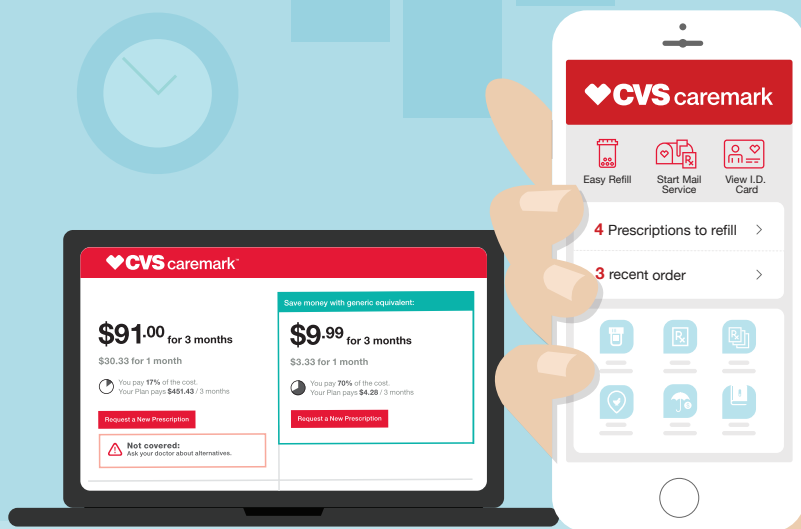 CVS caremark
Easy Refill
Start Mail
Service
View I.D.
Card
4 Prescriptions to refill
3 recent order
CVS caremark™
$91.00 for 3 months
$30.33 for 1 month
You pay 17% of the cost.
Your Plan pays $451.43 / 3 months
Request a New Prescription
Not covered:
Ask your doctor about alternatives.
Save money with generic equivalent:
$9.99 for 3 months
$3.33 for 1 month
You pay 70% of the cost.
Your Plan pays $4.28 / 3 months
Request a New Prescription